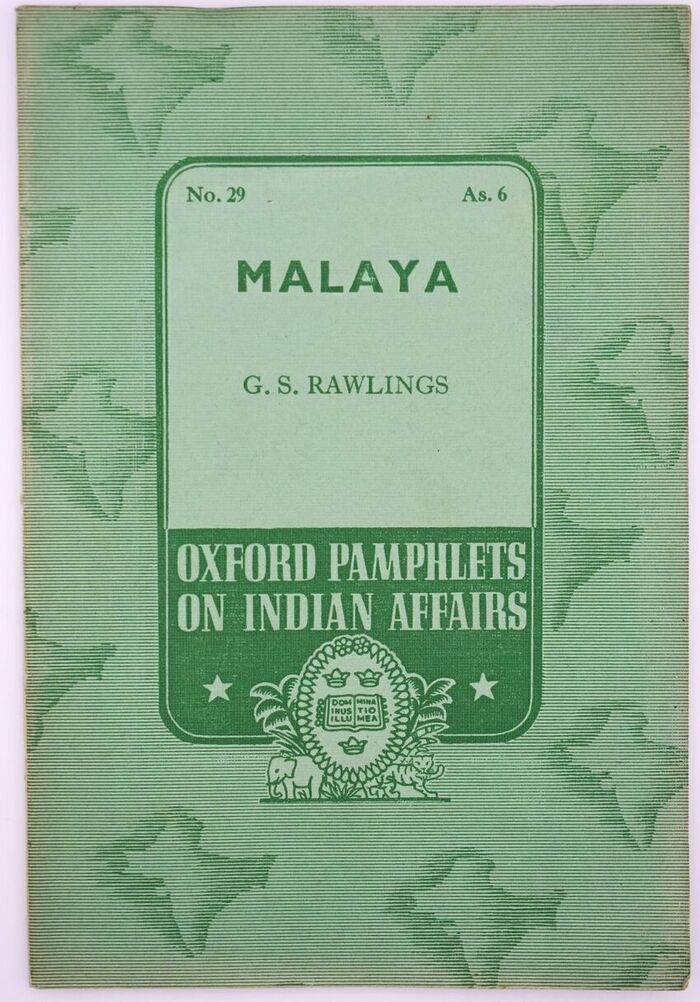 No. 29 As. 6
MALAYA
G. S. RAWLINGS
OXFORD PAMPHLETS
ON INDIAN AFFAIRS
DOM MINA
INUS TIO
ILLU MEA